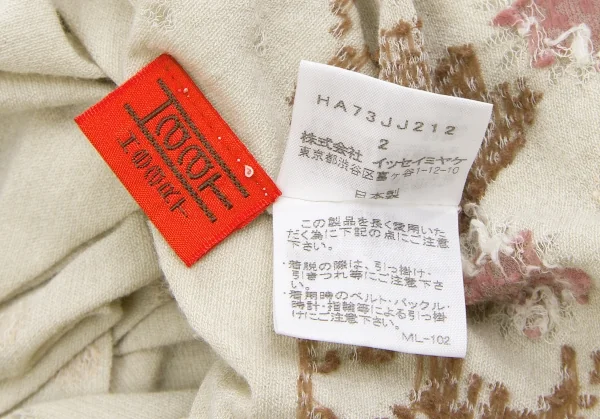 HA73JJ212
2
株式会社 イッセイミヤケ
東京都渋谷区富ヶ谷1-12-10
日本製
この製品を長く愛用いた
だく為に下記の点にご注意
下さい。
・着脱の際は、引っ掛け・
引きつれ等にご注意下さ
い。
・着用時のベルト・バックル・
時計・指輪等による引っ掛
けにご注意下さい。
ML-102